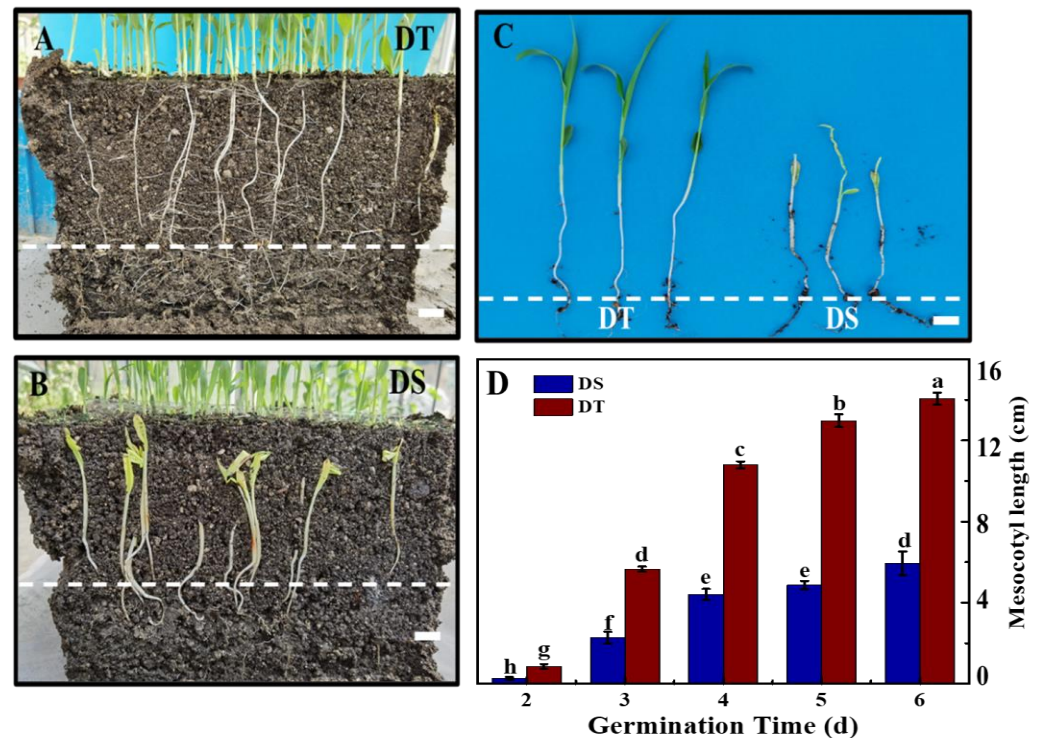 A
DT
B
DS
C
DT
DS
D
DS
DT
h
g
f
d
e
c
e
b
d
a
16
12
8
4
0
2
3
4
5
6
Mesocotyl length (cm)
Germination Time (d)